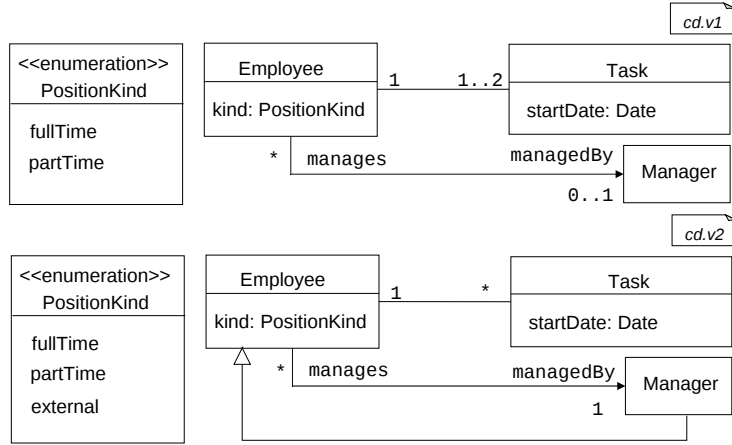 cd.v1
<<enumeration>>
PositionKind
fullTime
partTime
Employee
kind: PositionKind
1
1..2
Task
startDate: Date
*
manages
managedBy
0..1
Manager
cd.v2
<<enumeration>>
PositionKind
fullTime
partTime
external
Employee
kind: PositionKind
1
*
Task
startDate: Date
*
manages
managedBy
1
Manager